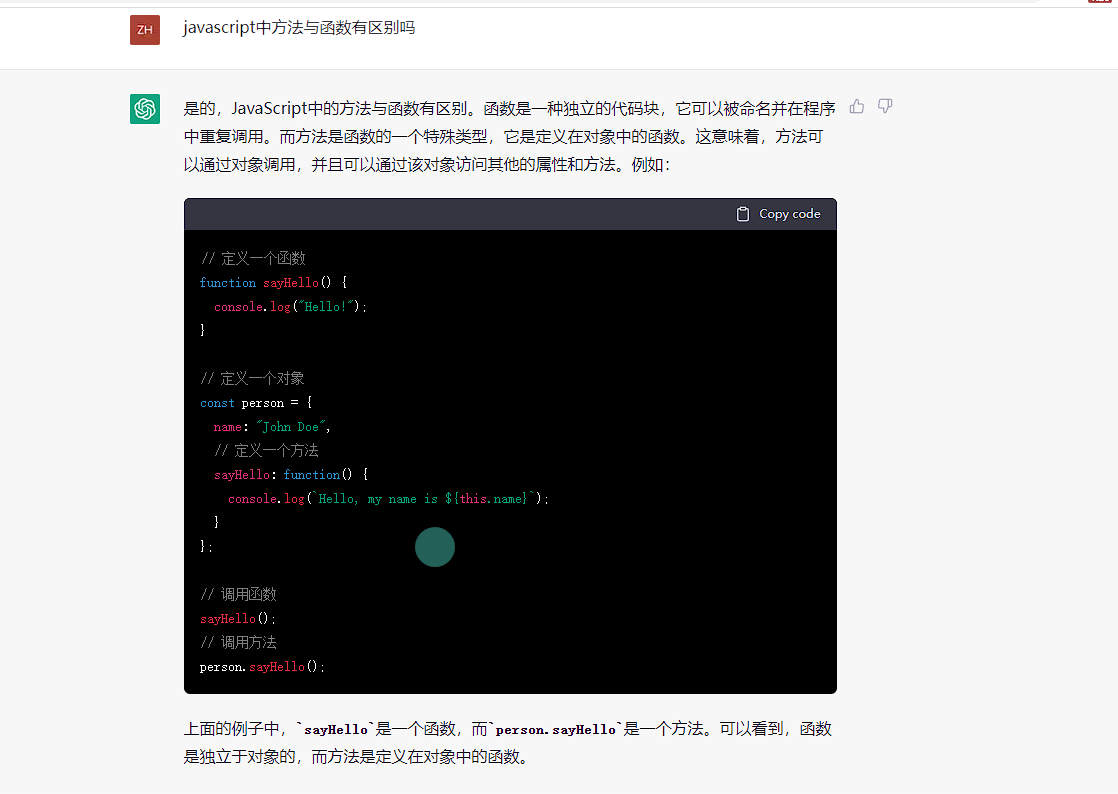 ZH
javascript中方法与函数有区别吗
是的，JavaScript中的方法与函数有区别。函数是一种独立的代码块，它可以被命名并在程序
中重复调用。而方法是函数的一个特殊类型，它是定义在对象中的函数。这意味着，方法可
以通过对象调用，并且可以通过该对象访问其他的属性和方法。例如：
Copy code
// 定义一个函数
function sayHello() {
  console.log("Hello!");
}
// 定义一个对象
const person = {
  name: "John Doe",
  // 定义一个方法
  sayHello: function() {
    console.log(`Hello, my name is ${this.name}`);
  }
};
// 调用函数
sayHello();
// 调用方法
person.sayHello();
上面的例子中，`sayHello`是一个函数，而`person.sayHello`是一个方法。可以看到，函数
是独立于对象的，而方法是定义在对象中的函数。